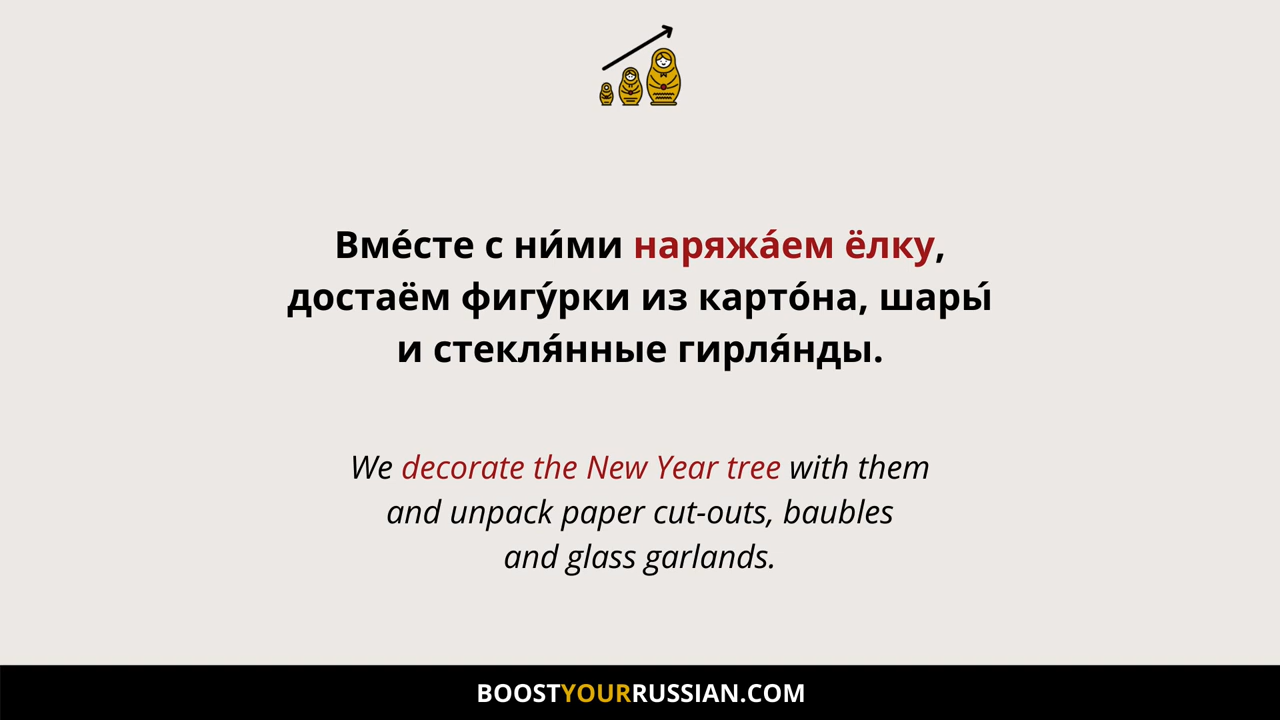 Вме́сте с ни́ми наряжа́ем ёлку,
достаём фигу́рки из карто́на, шары́
и стекля́нные гирля́нды.
We decorate the New Year tree with them
and unpack paper cut-outs, baubles
and glass garlands.
BOOSTYOURRUSSIAN.COM